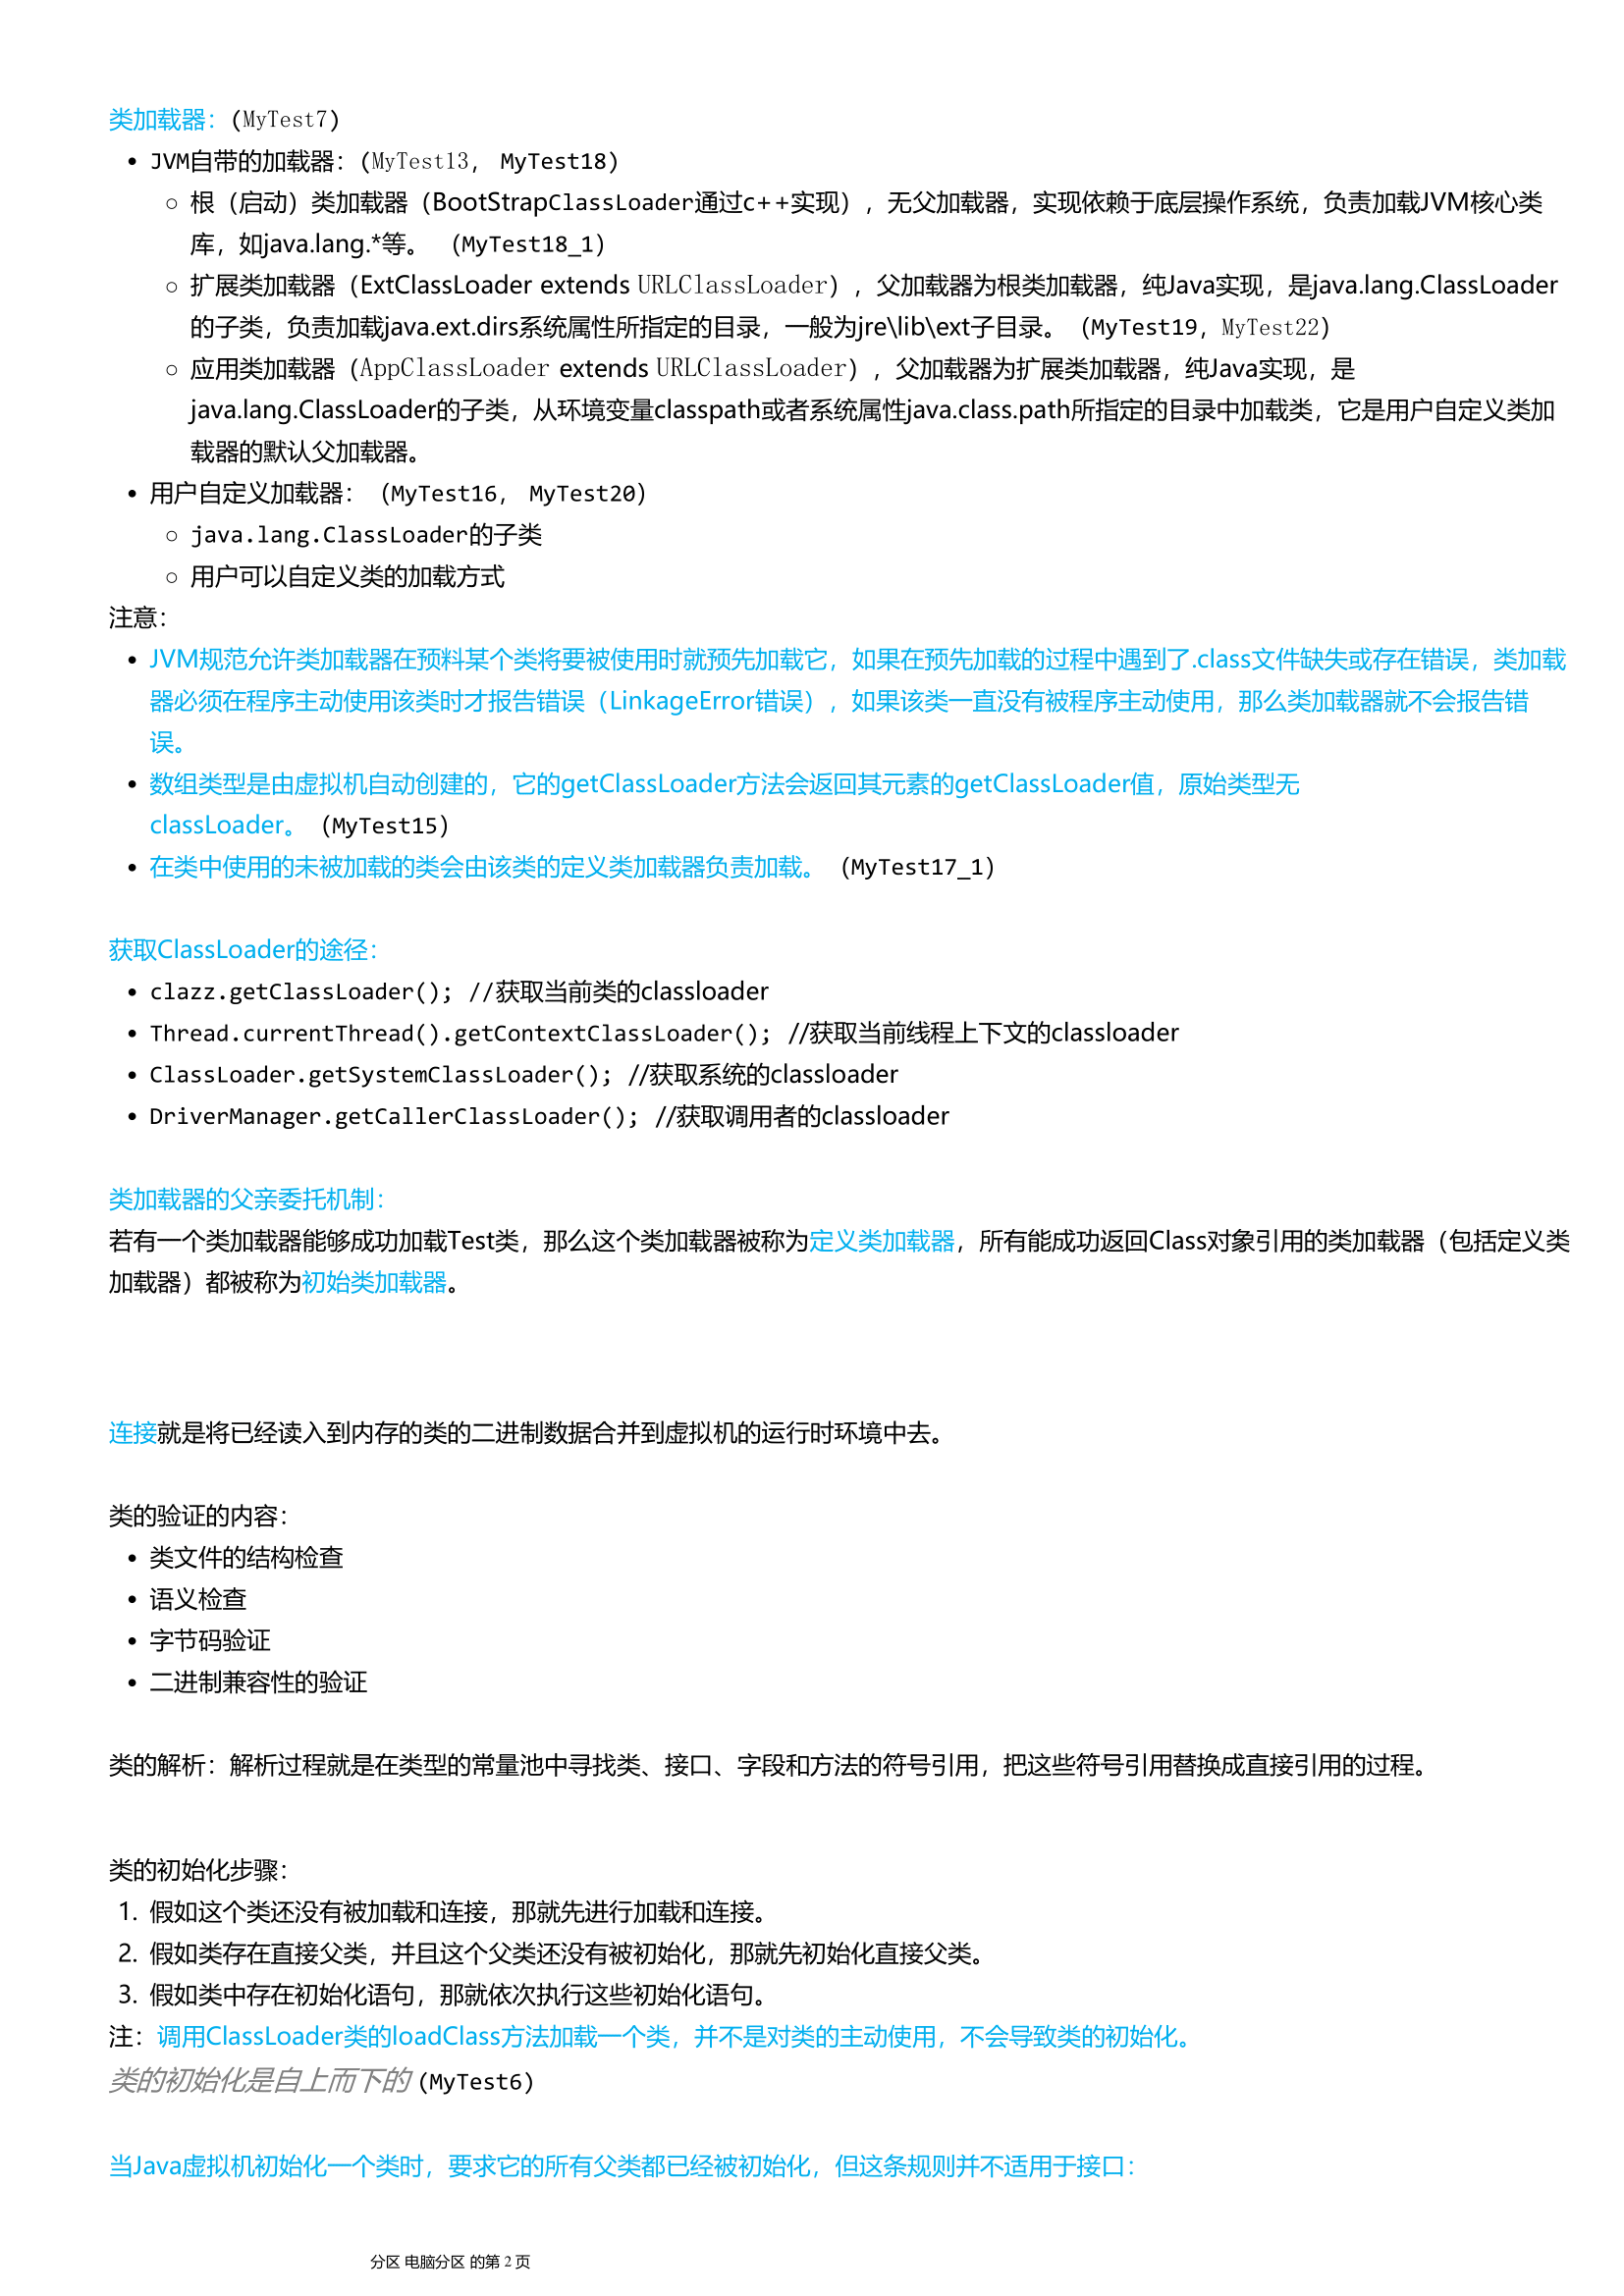 类加载器：(MyTest7)
• JVM自带的加载器：(MyTest13, MyTest18)
○ 根（启动）类加载器（BootStrapClassLoader通过c++实现），无父加载器，实现依赖于底层操作系统，负责加载JVM核心类
库，如java.lang.*等。 （MyTest18_1）
○ 扩展类加载器（ExtClassLoader extends URLClassLoader），父加载器为根类加载器，纯Java实现，是java.lang.ClassLoader
的子类，负责加载java.ext.dirs系统属性所指定的目录，一般为jre\lib\ext子目录。（MyTest19，MyTest22）
○ 应用类加载器（AppClassLoader extends URLClassLoader），父加载器为扩展类加载器，纯Java实现，是
java.lang.ClassLoader的子类，从环境变量classpath或者系统属性java.class.path所指定的目录中加载类，它是用户自定义类加
载器的默认父加载器。
• 用户自定义加载器：（MyTest16, MyTest20）
○ java.lang.ClassLoader的子类
○ 用户可以自定义类的加载方式
注意：
• JVM规范允许类加载器在预料某个类将要被使用时就预先加载它，如果在预先加载的过程中遇到了.class文件缺失或存在错误，类加载
器必须在程序主动使用该类时才报告错误（LinkageError错误），如果该类一直没有被程序主动使用，那么类加载器就不会报告错
误。
• 数组类型是由虚拟机自动创建的，它的getClassLoader方法会返回其元素的getClassLoader值，原始类型无
classLoader。（MyTest15）
• 在类中使用的未被加载的类会由该类的定义类加载器负责加载。（MyTest17_1）
获取ClassLoader的途径：
• clazz.getClassLoader(); //获取当前类的classloader
• Thread.currentThread().getContextClassLoader(); //获取当前线程上下文的classloader
• ClassLoader.getSystemClassLoader(); //获取系统的classloader
• DriverManager.getCallerClassLoader(); //获取调用者的classloader
类加载器的父亲委托机制：
若有一个类加载器能够成功加载Test类，那么这个类加载器被称为定义类加载器，所有能成功返回Class对象引用的类加载器（包括定义类
加载器）都被称为初始类加载器。
连接就是将已经读入到内存的类的二进制数据合并到虚拟机的运行时环境中去。
类的验证的内容：
• 类文件的结构检查
• 语义检查
• 字节码验证
• 二进制兼容性的验证
类的解析：解析过程就是在类型的常量池中寻找类、接口、字段和方法的符号引用，把这些符号引用替换成直接引用的过程。
类的初始化步骤：
1. 假如这个类还没有被加载和连接，那就先进行加载和连接。
2. 假如类存在直接父类，并且这个父类还没有被初始化，那就先初始化直接父类。
3. 假如类中存在初始化语句，那就依次执行这些初始化语句。
注：调用ClassLoader类的loadClass方法加载一个类，并不是对类的主动使用，不会导致类的初始化。
类的初始化是自上而下的 (MyTest6)
当Java虚拟机初始化一个类时，要求它的所有父类都已经被初始化，但这条规则并不适用于接口：
分区 电脑分区 的第 2 页